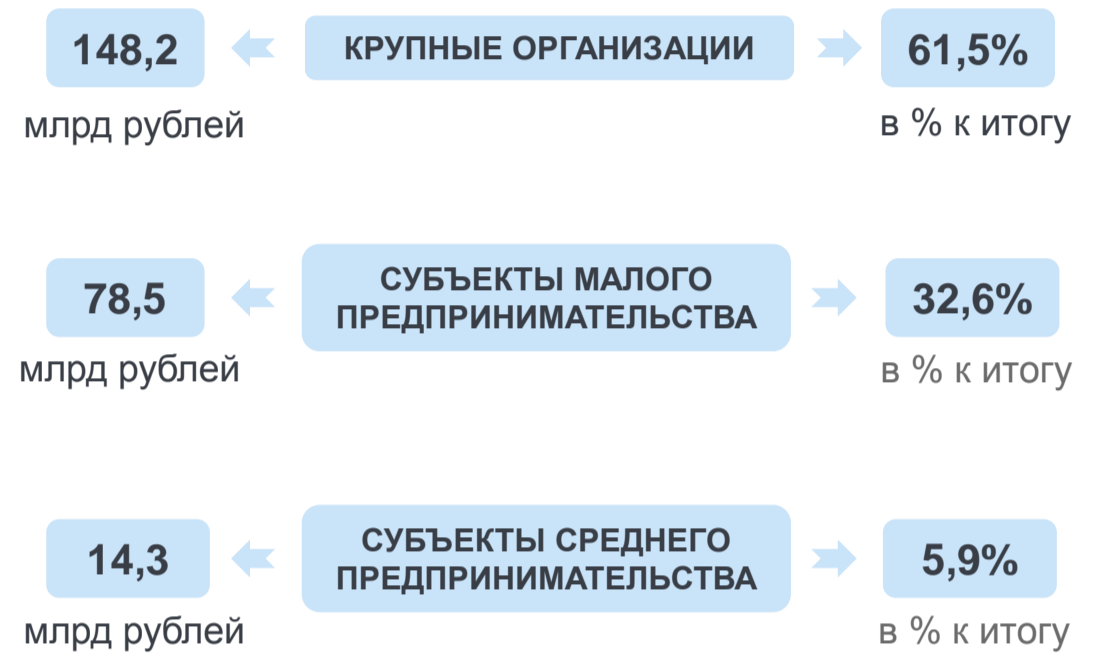 148,2
КРУПНЫЕ ОРГАНИЗАЦИИ
61,5%
млрд рублей
в % к итогу
78,5
СУБЪЕКТЫ МАЛОГО
ПРЕДПРИНИМАТЕЛЬСТВА
32,6%
млрд рублей
в % к итогу
14,3
СУБЪЕКТЫ СРЕДНЕГО
ПРЕДПРИНИМАТЕЛЬСТВА
5,9%
млрд рублей
в % к итогу